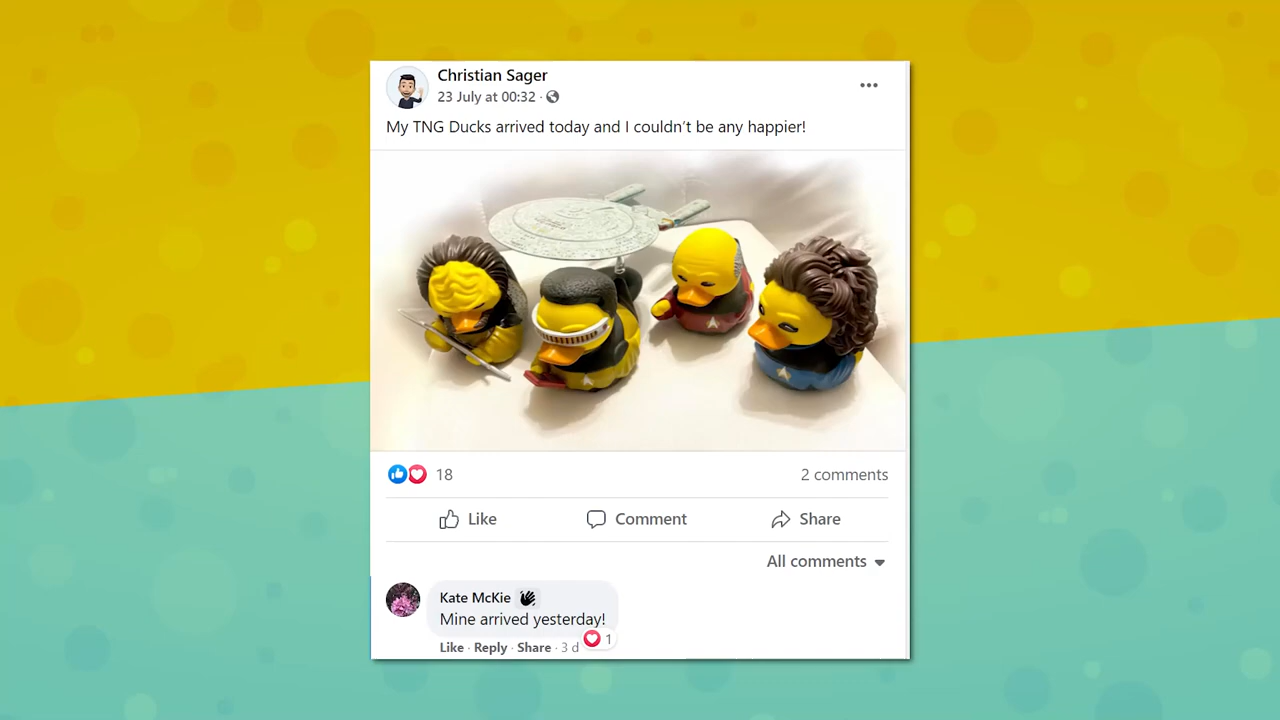 Christian Sager
23 July at 00:32 ·
My TNG Ducks arrived today and I couldn't be any happier!
18
2 comments
Like
Comment
Share
All comments
Kate McKie
Mine arrived yesterday!
Like · Reply · Share · 3 d
1